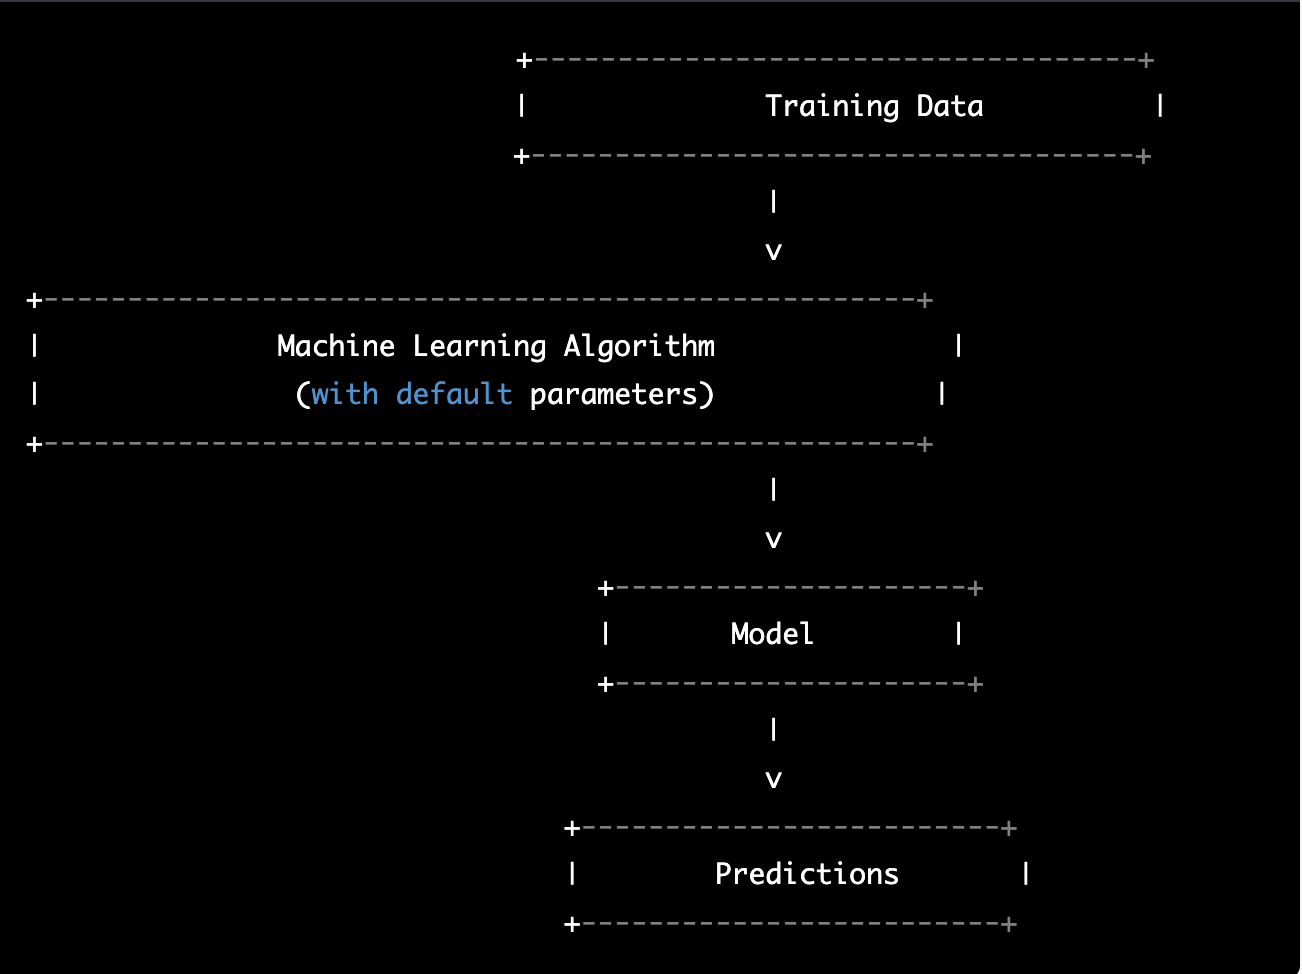 +------------------------------------+
| Training Data |
+------------------------------------+
|
v
+----------------------------------------------------+
| Machine Learning Algorithm |
| (with default parameters) |
+----------------------------------------------------+
|
v
+---------------------+
| Model |
+---------------------+
|
v
+-------------------------+
| Predictions |
+-------------------------+